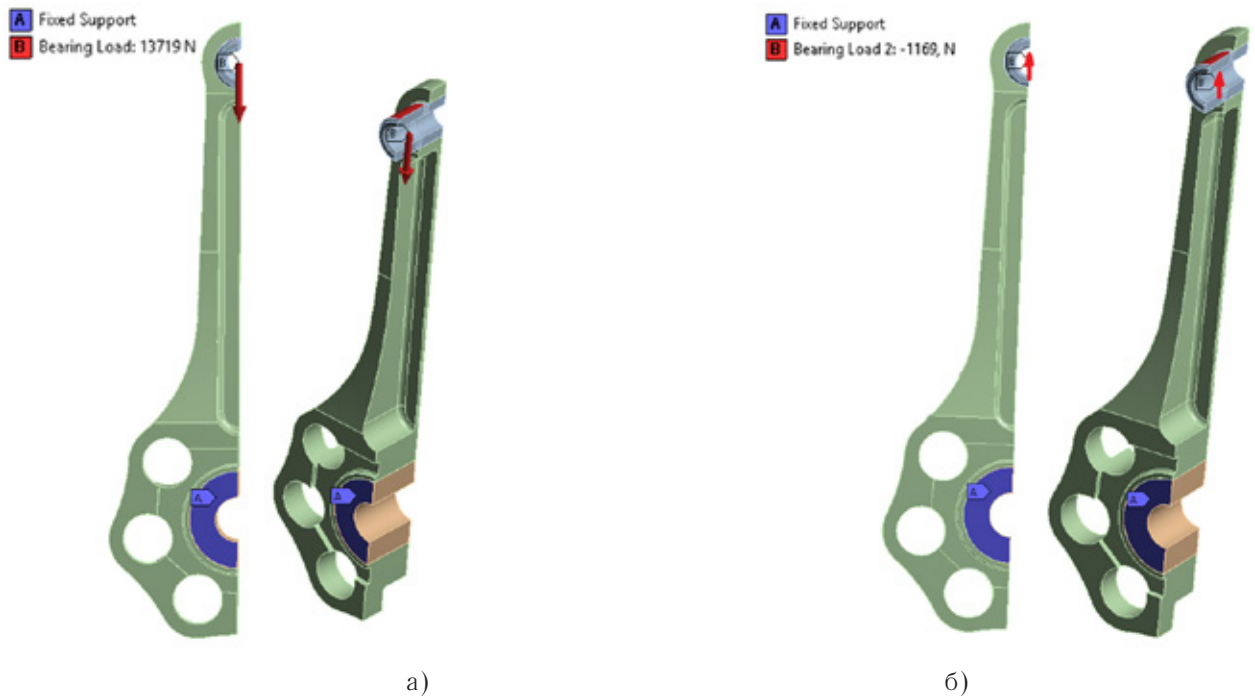 A Fixed Support
B Bearing Load: 13719 N
B
B
A
A
A Fixed Support
B Bearing Load 2: -1169, N
B
B
A
A
а)
б)